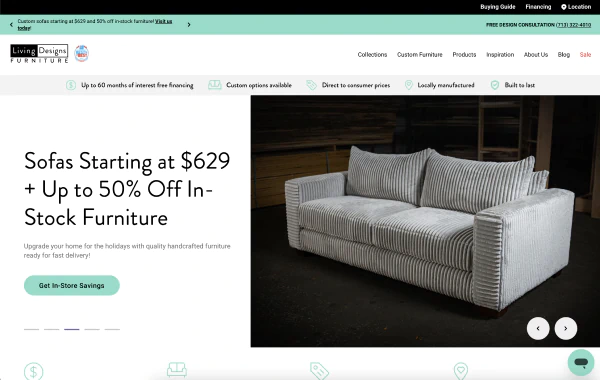 Buying Guide Financing Location
Custom sofas starting at $629 and 50% off in-stock furniture! Visit us
today!
FREE DESIGN CONSULTATION (713) 322-4010
Living Designs
FURNITURE
Collections Custom Furniture Products Inspiration About Us Blog Sale
Up to 60 months of interest free financing Custom options available Direct to consumer prices Locally manufactured Built to last
Sofas Starting at $629
+ Up to 50% Off In-
Stock Furniture
Upgrade your home for the holidays with quality handcrafted furniture
ready for fast delivery!
Get In-Store Savings